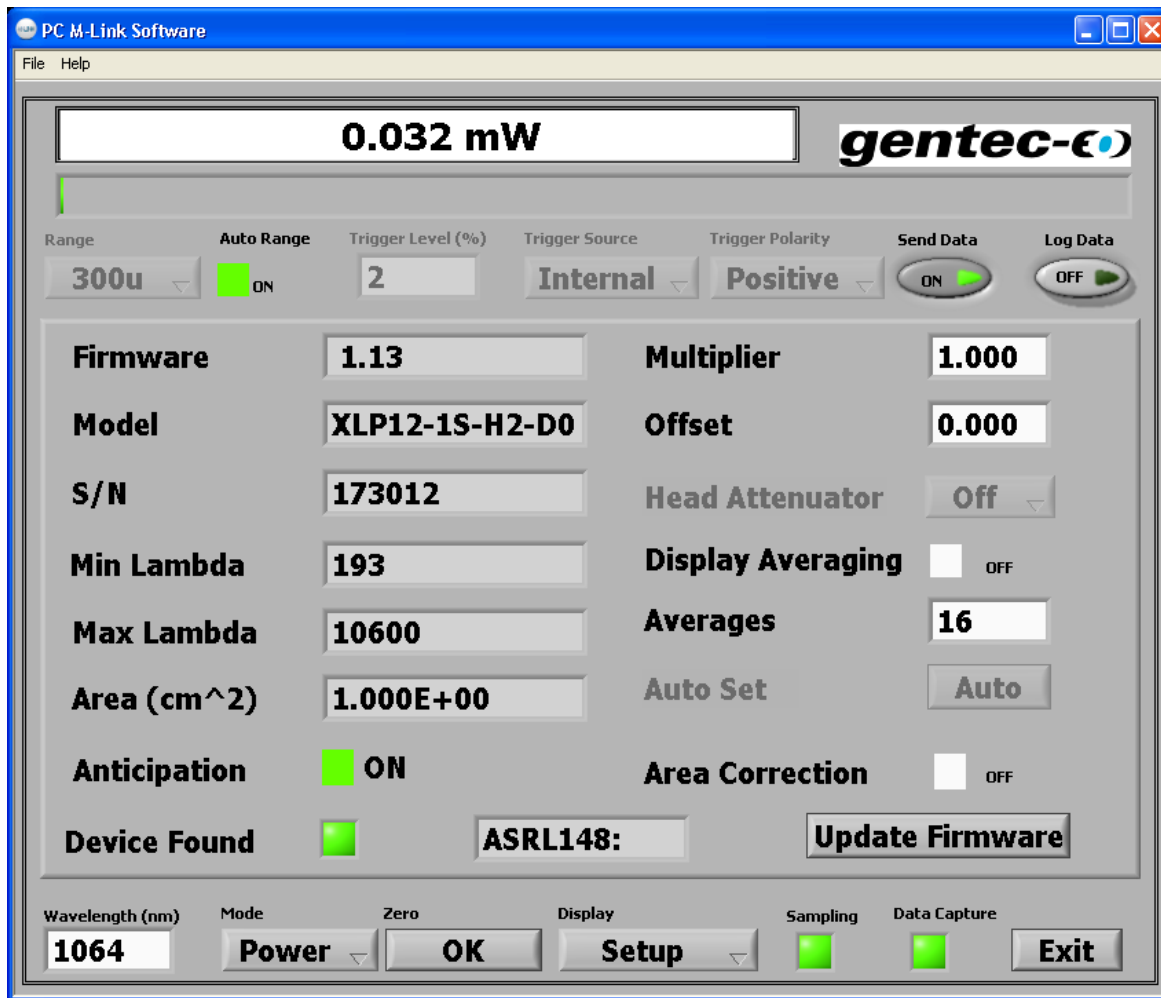 PC M-Link Software
File Help
0.032 mW
gentec-EO
Range Auto Range Trigger Level (%) Trigger Source Trigger Polarity Send Data Log Data
300u ON 2 Internal Positive ON OFF
Firmware 1.13 Multiplier 1.000
Model XLP12-1S-H2-D0 Offset 0.000
S/N 173012 Head Attenuator Off
Min Lambda 193 Display Averaging OFF
Max Lambda 10600 Averages 16
Area (cm^2) 1.000E+00 Auto Set Auto
Anticipation ON Area Correction OFF
Device Found ASRL148: Update Firmware
Wavelength (nm) Mode Zero Display Sampling Data Capture
1064 Power OK Setup Exit